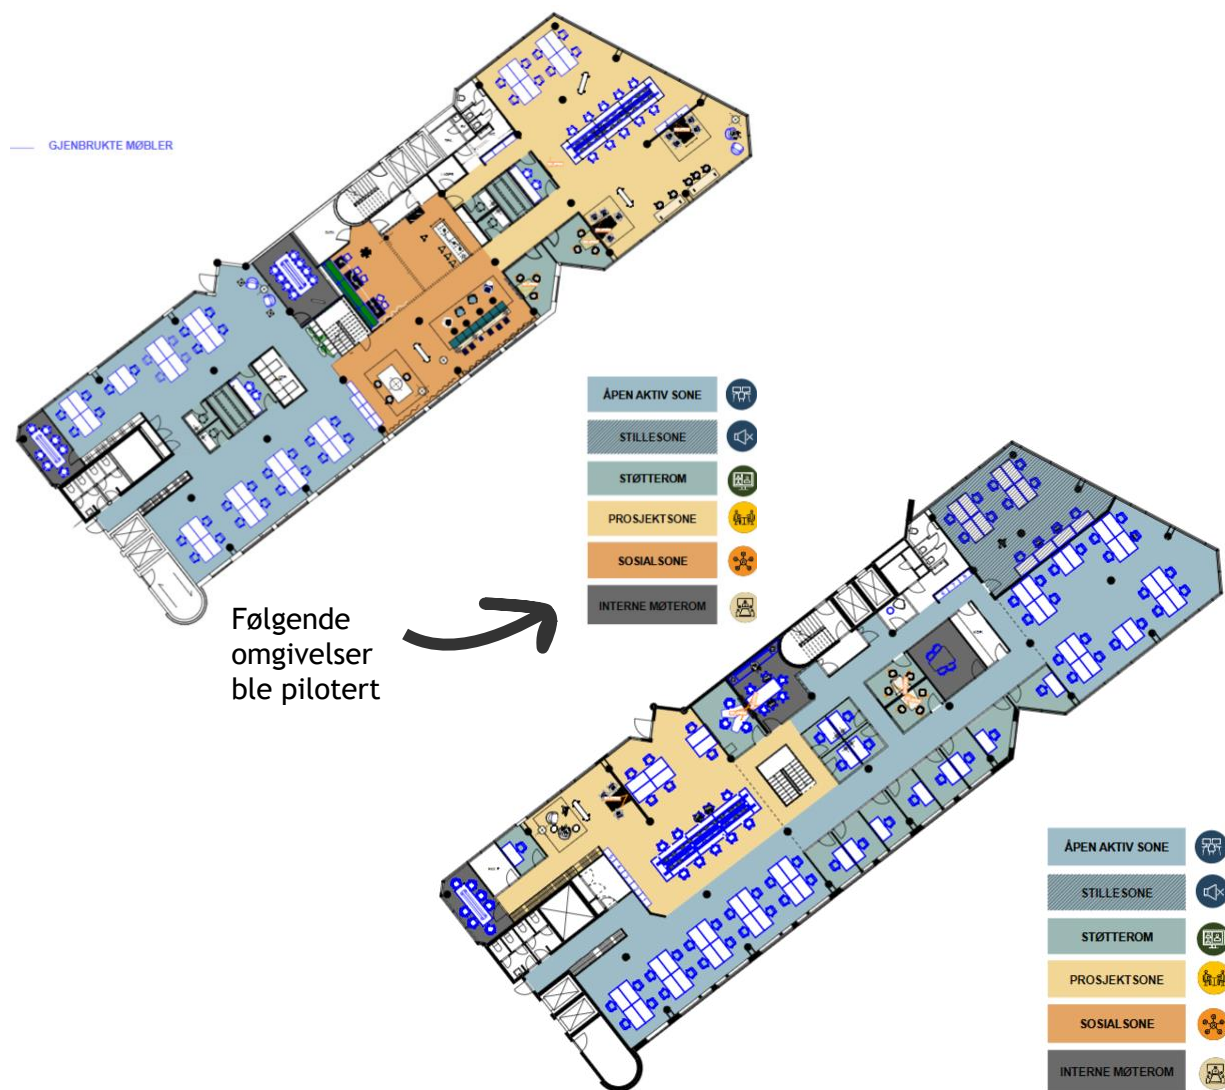 GJENBRUKTE MØBLER
ÅPEN AKTIV SONE
STILLESONE
STØTTEROM
PROSJEKTSONE
SOSIALSONE
INTERNE MØTEROM
Følgende
omgivelser
ble pilotert
ÅPEN AKTIV SONE
STILLESONE
STØTTEROM
PROSJEKTSONE
SOSIALSONE
INTERNE MØTEROM